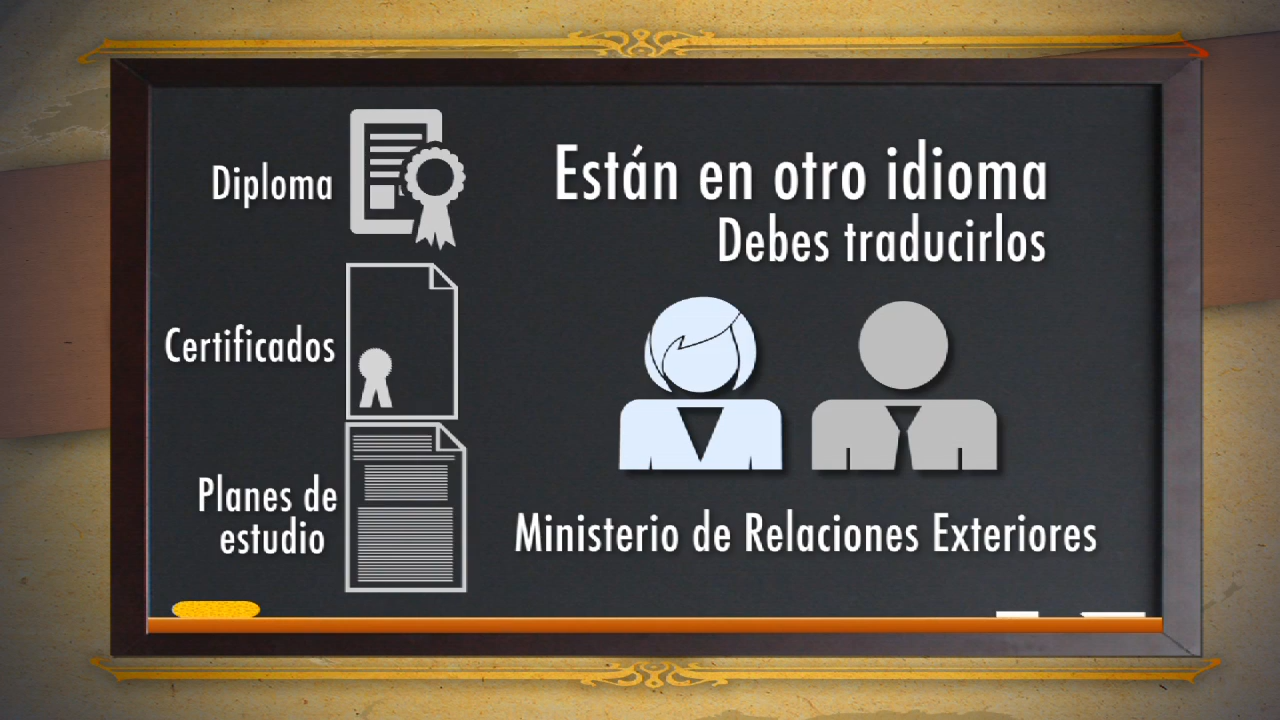 Diploma
Certificados
Planes de
estudio
Están en otro idioma
Debes traducirlos
Ministerio de Relaciones Exteriores